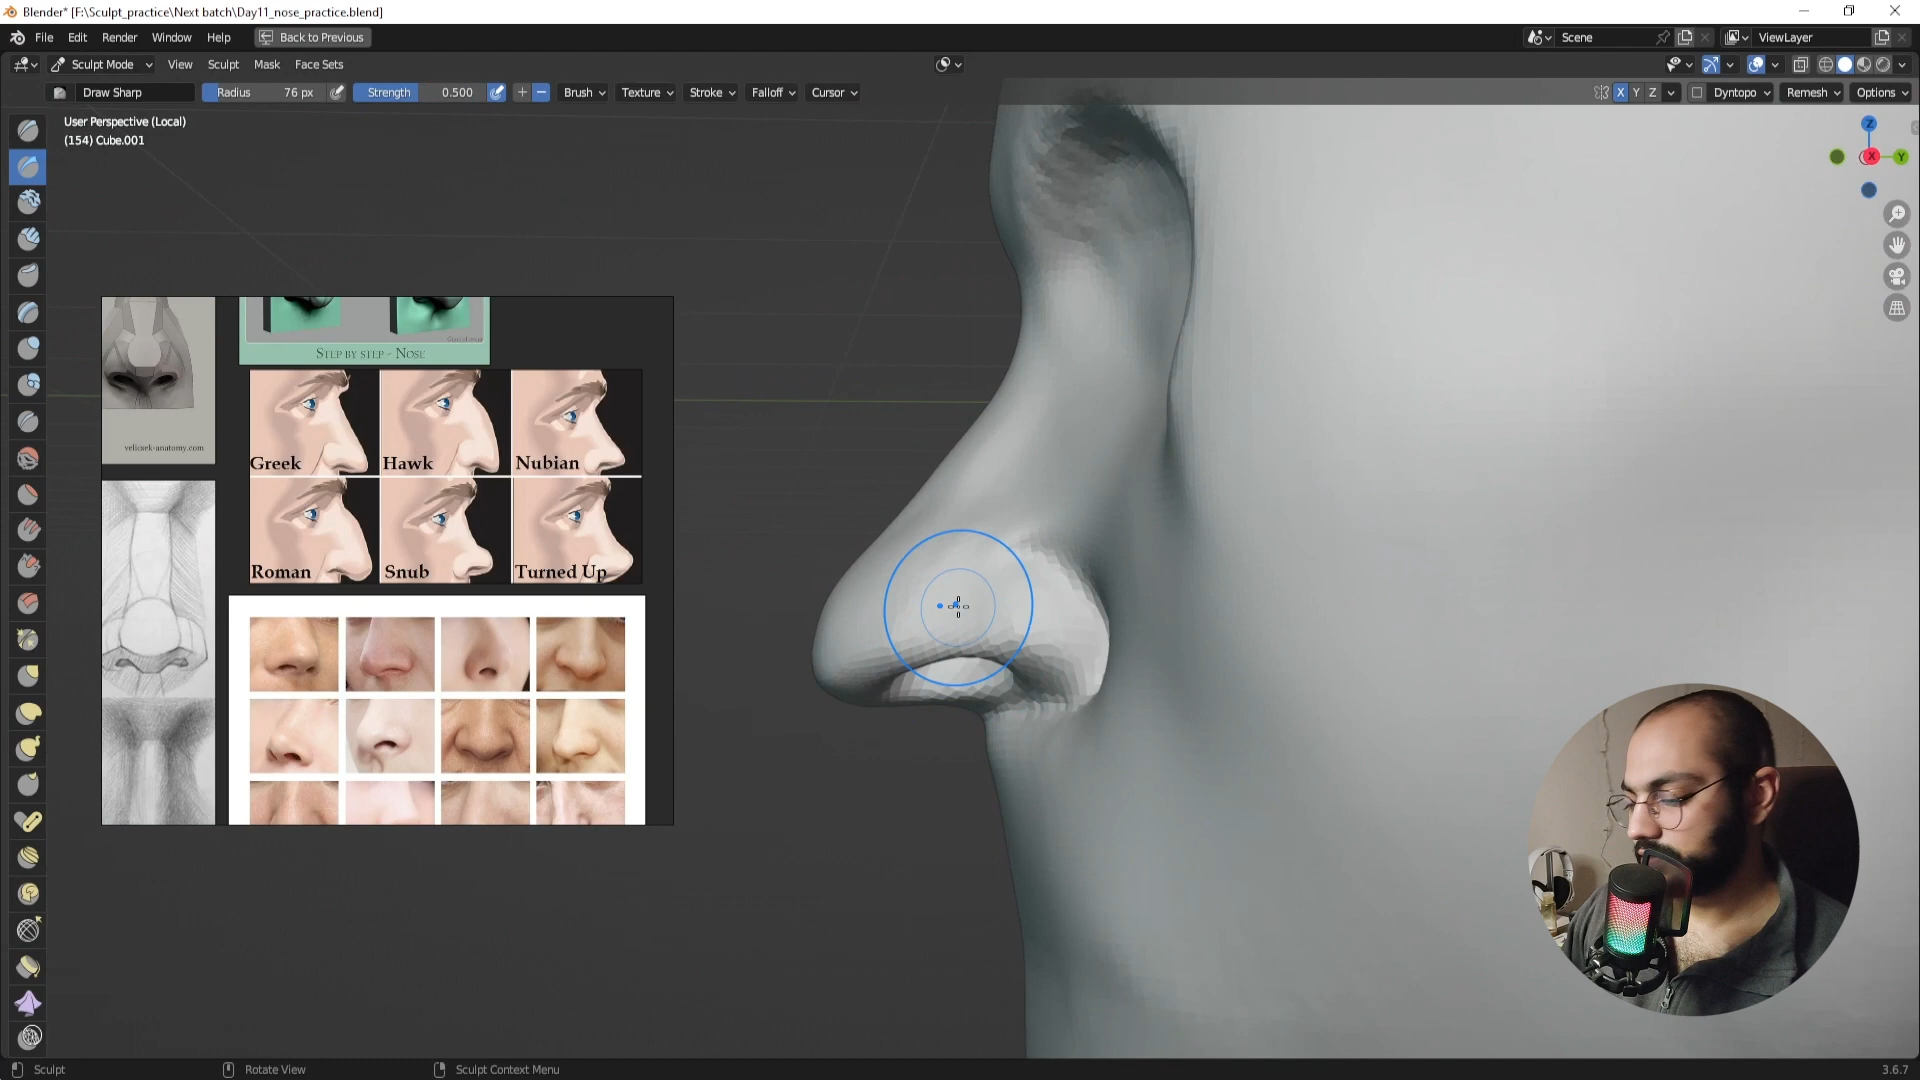 Blender* [F:\Sculpt_practice\Next batch\Day11_nose_practice.blend]
File Edit Render Window Help Back to Previous Scene ViewLayer
Sculpt Mode View Sculpt Mask Face Sets
Draw Sharp Radius 76 px Strength 0.500 Brush Texture Stroke Falloff Cursor X Y Z Dyntopo Remesh Options
User Perspective (Local)
(154) Cube.001
Z
X Y
Step by step - Nose
velicsek-anatomy.com
Greek Hawk Nubian
Roman Snub Turned Up
Sculpt Rotate View Sculpt Context Menu 3.6.7